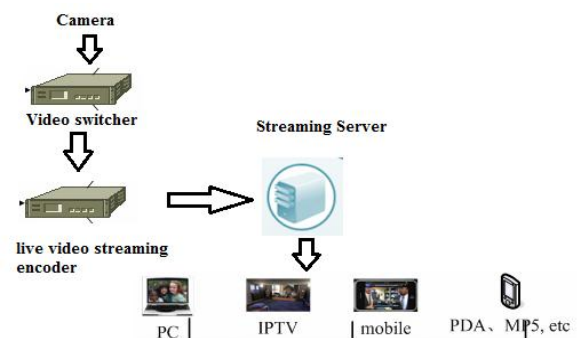 Camera
Video switcher
Streaming Server
live video streaming
encoder
PC
IPTV
mobile
PDA、MP5, etc